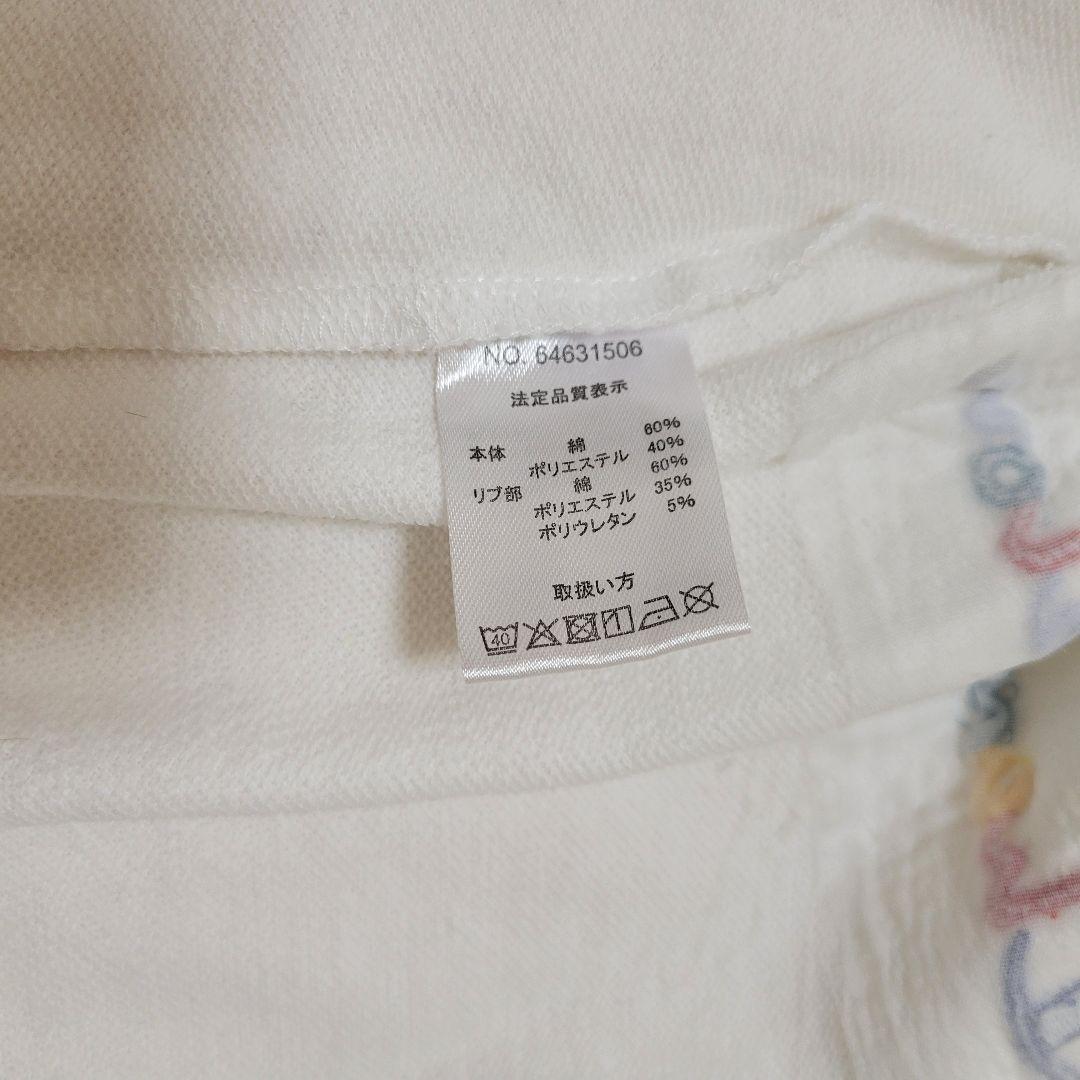 NO. 64631506
法定品質表示
本体 綿 60%
ポリエステル 40%
リブ部 綿 60%
ポリエステル 35%
ポリウレタン 5%
取扱い方
40